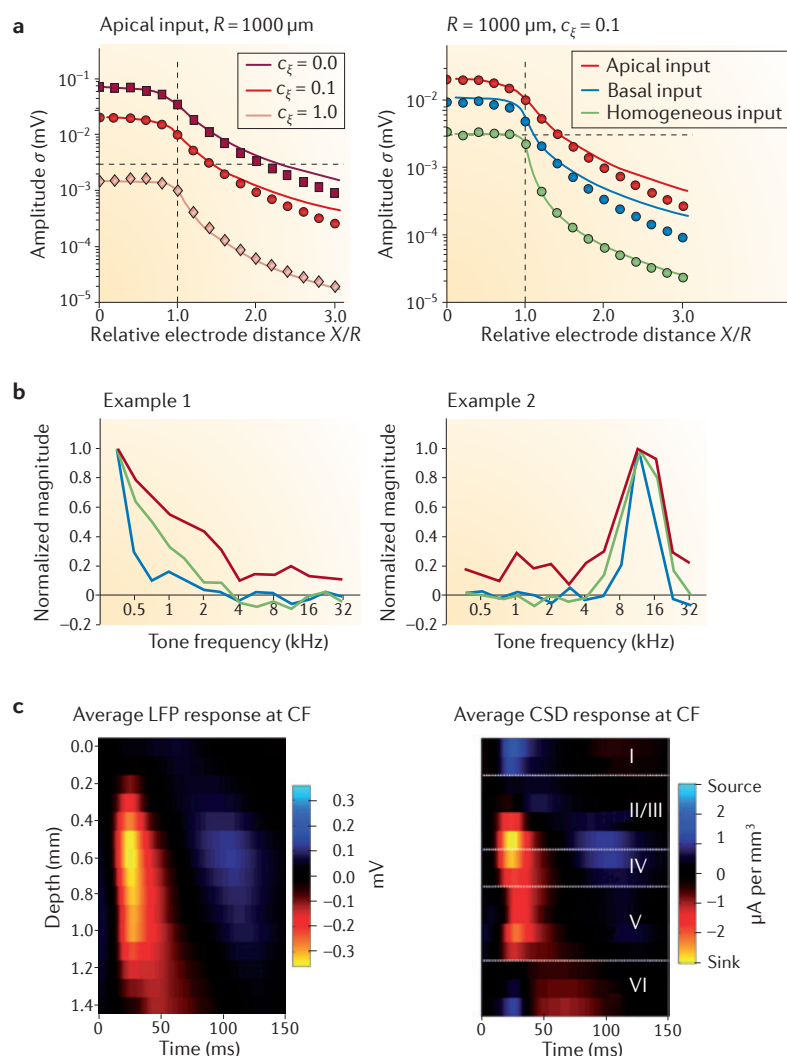 a
Apical input, R = 1000 μm
10⁻¹
10⁻²
10⁻³
10⁻⁴
10⁻⁵
Amplitude σ (mV)
cξ = 0.0
cξ = 0.1
cξ = 1.0
0 1.0 2.0 3.0
Relative electrode distance X/R
R = 1000 μm, cξ = 0.1
10⁻²
10⁻³
10⁻⁴
10⁻⁵
Amplitude σ (mV)
Apical input
Basal input
Homogeneous input
0 1.0 2.0 3.0
Relative electrode distance X/R
b
Example 1
Normalized magnitude
1.0
0.8
0.6
0.4
0.2
0
−0.2
0.5 1 2 4 8 16 32
Tone frequency (kHz)
Example 2
Normalized magnitude
1.0
0.8
0.6
0.4
0.2
0
−0.2
0.5 1 2 4 8 16 32
Tone frequency (kHz)
c
Average LFP response at CF
Depth (mm)
0.0
0.2
0.4
0.6
0.8
1.0
1.2
1.4
0 50 100 150
Time (ms)
0.3
0.2
0.1
0.0
−0.1
−0.2
−0.3
mV
Average CSD response at CF
I
II/III
IV
V
VI
0 50 100 150
Time (ms)
Source
2
1
0
−1
−2
Sink
μA per mm³